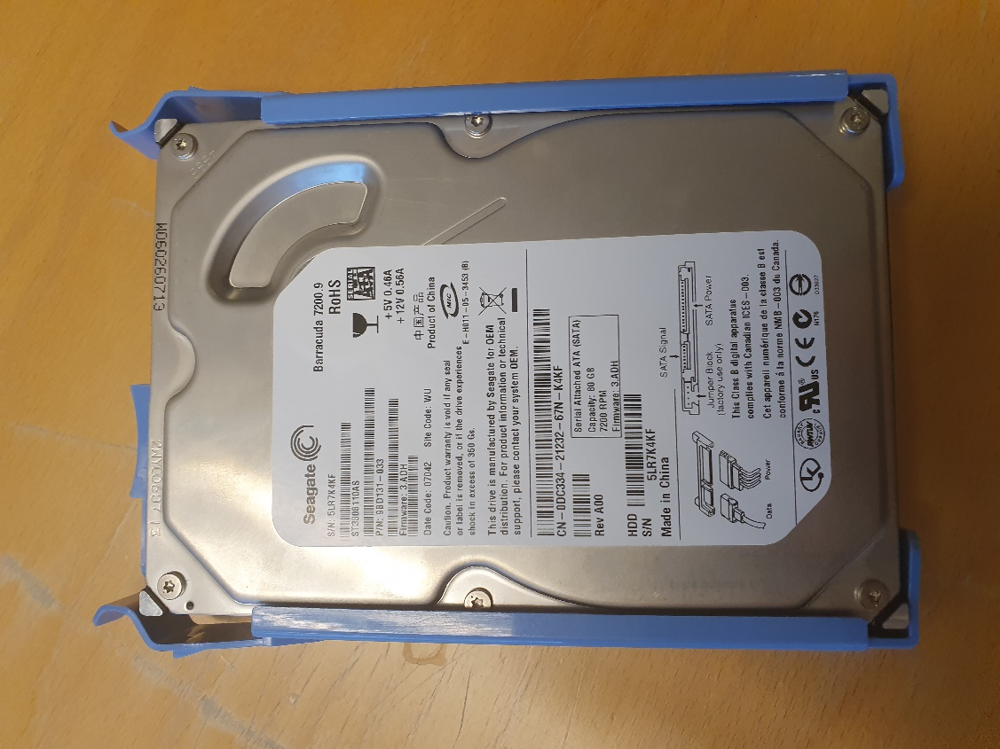 Seagate
S/N: 5LR7K4KF
ST3808110AS
P/N: 9BD131-033
Firmware: 3.ADH
Date Code: 07042 Site Code: WU
Barracuda 7200.9
RoHS
SERIAL
ATA
+5V 0.46A
+12V 0.56A
中国产品
Product of China
MIC
E-H011-05-3453 (B)
Caution. Product warranty is void if any seal
or label is removed, or if the drive experiences
shock in excess of 350 Gs.
This drive is manufactured by Seagate for OEM
distribution. For product information or technical
support, please contact your system OEM.
CN-0DC334-21232-67N-K4KF
Rev A00
Serial Attached ATA (SATA)
Capacity: 80 GB
7200 RPM
Firmware: 3.ADH
HDD
S/N 5LR7K4KF
Made in China
SATA Signal
Jumper Block
(factory use only)
SATA Power
Data
Power
This Class B digital apparatus
complies with Canadian ICES-003.
Cet appareil numérique de la classe B est
conforme à la norme NMB-003 du Canada.
c UL US
CE
N176
W060260713